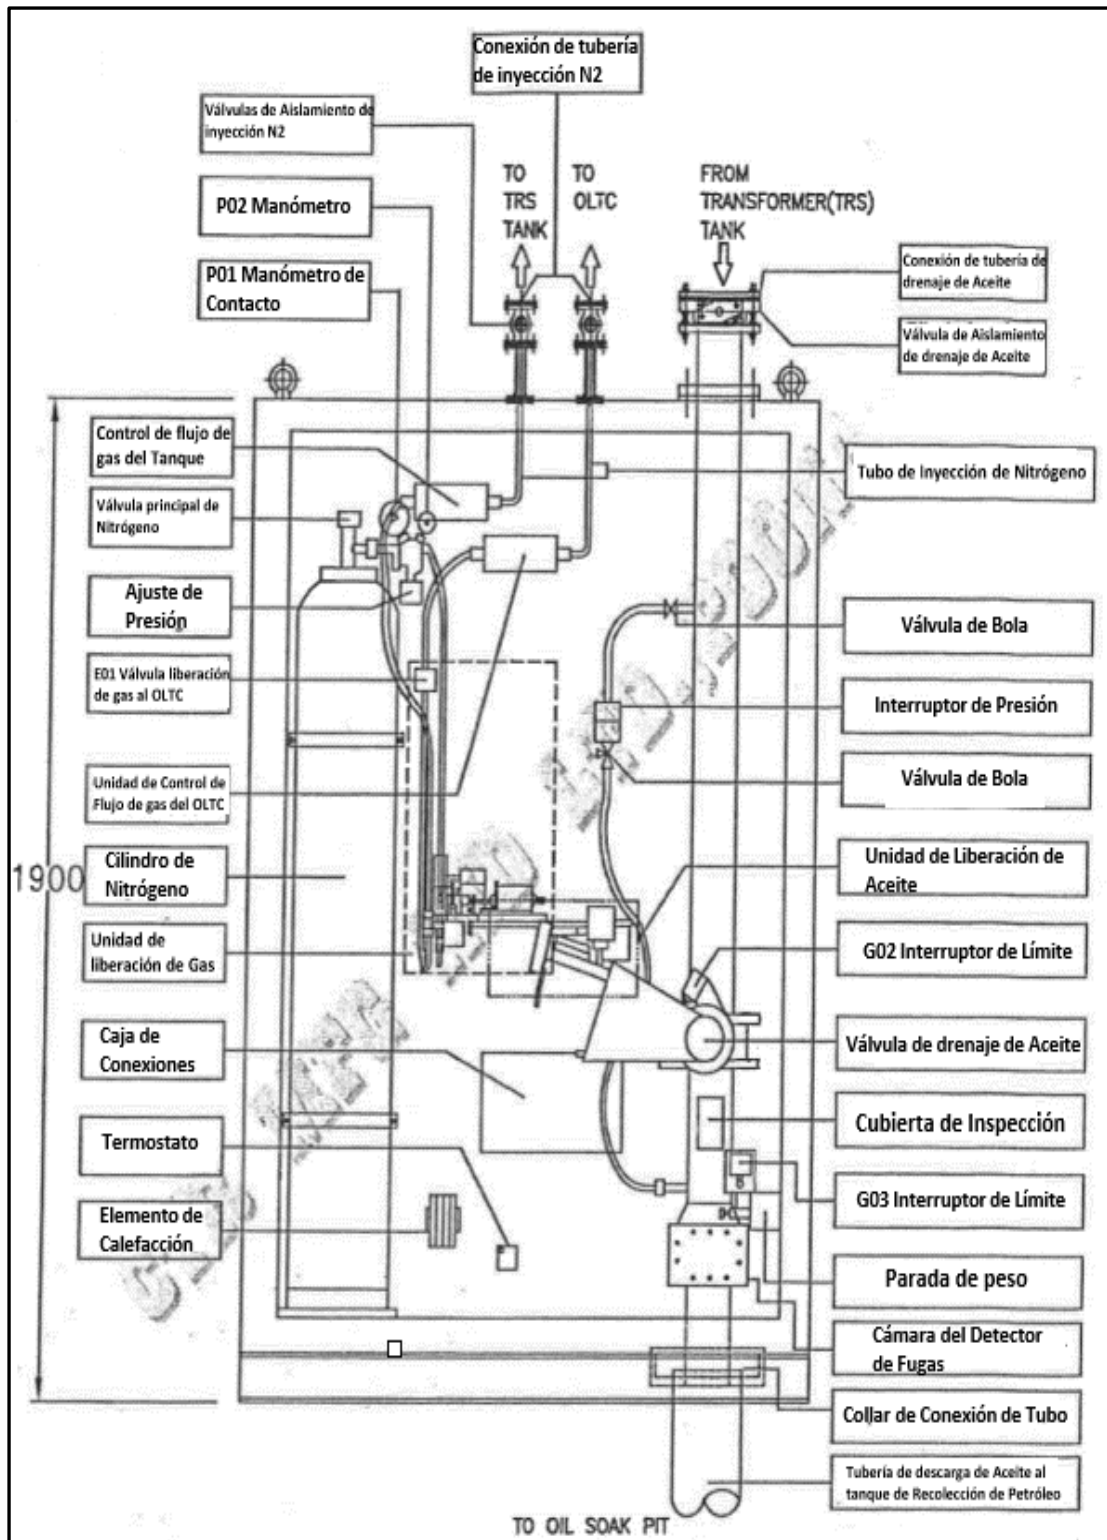 Conexión de tubería
de inyección N2
Válvulas de Aislamiento de
inyección N2
P02 Manómetro
P01 Manómetro de
Contacto
TO
TRS
TANK
TO
OLTC
FROM
TRANSFORMER(TRS)
TANK
Conexión de tubería de
drenaje de Aceite
Válvula de Aislamiento
de drenaje de Aceite
Control de flujo de
gas del Tanque
Válvula principal de
Nitrógeno
Ajuste de
Presión
E01 Válvula liberación
de gas al OLTC
Unidad de Control de
Flujo de gas del OLTC
1900
Cilindro de
Nitrógeno
Unidad de
liberación de Gas
Caja de
Conexiones
Termostato
Elemento de
Calefacción
Tubo de Inyección de Nitrógeno
Válvula de Bola
Interruptor de Presión
Válvula de Bola
Unidad de Liberación de
Aceite
G02 Interruptor de Límite
Válvula de drenaje de Aceite
Cubierta de Inspección
G03 Interruptor de Límite
Parada de peso
Cámara del Detector
de Fugas
Collar de Conexión de Tubo
Tubería de descarga de Aceite al
tanque de Recolección de Petróleo
TO OIL SOAK PIT